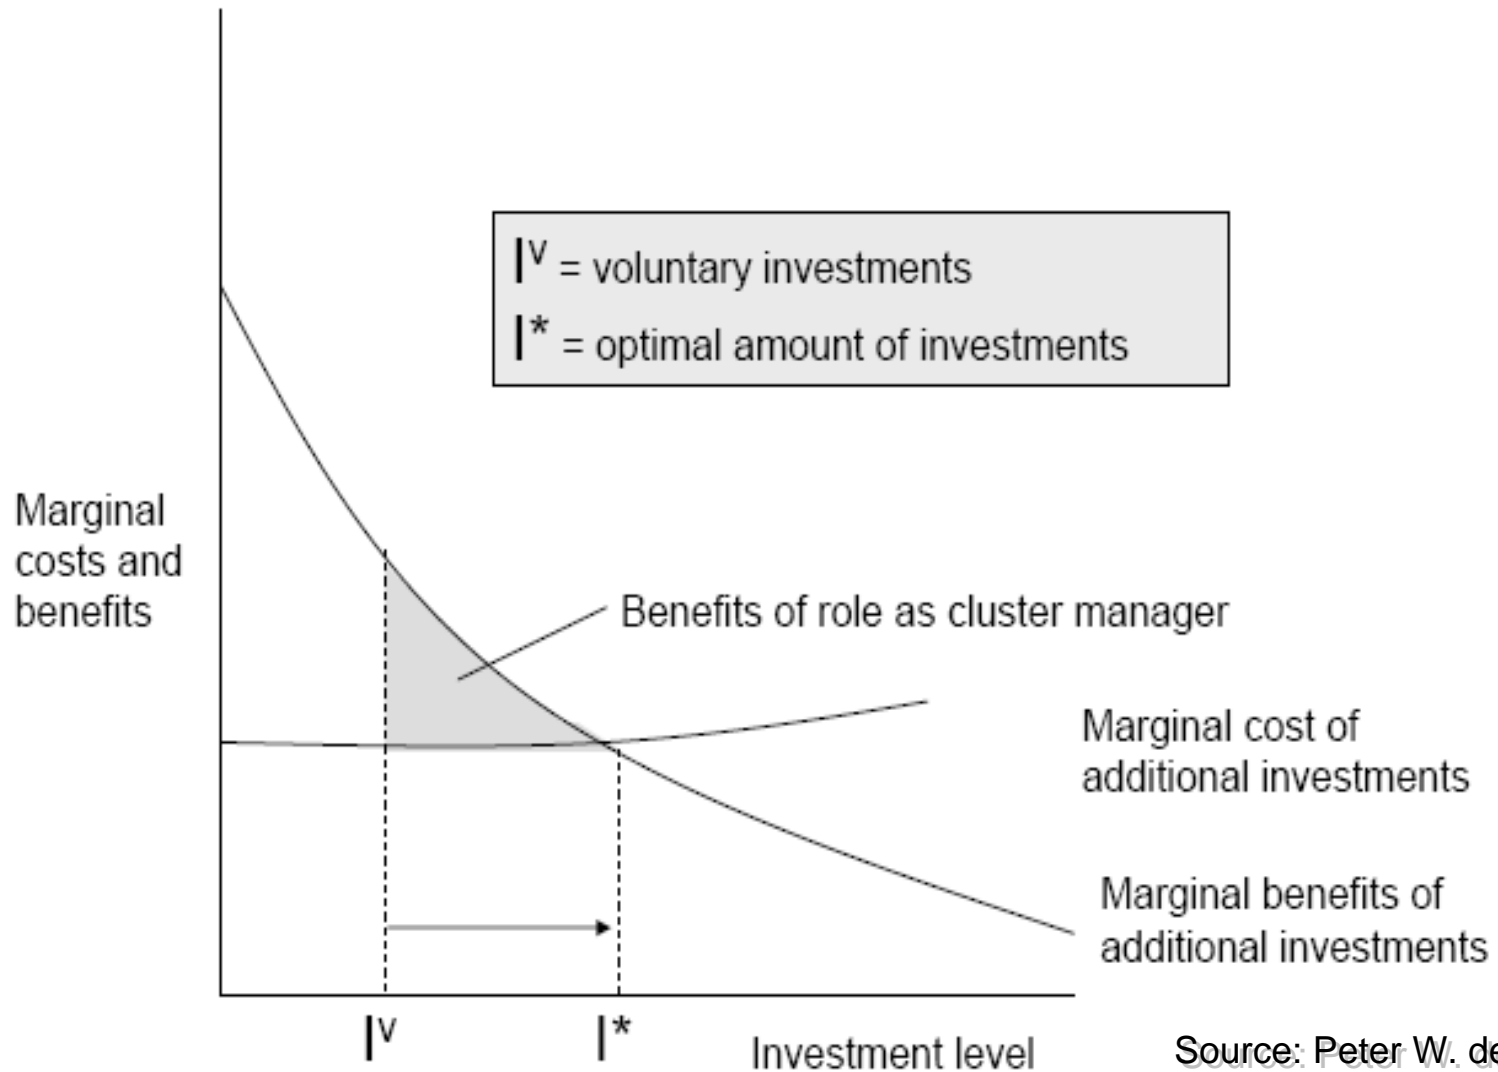 I^V = voluntary investments
I^* = optimal amount of investments
Marginal
costs and
benefits
Benefits of role as cluster manager
Marginal cost of
additional investments
Marginal benefits of
additional investments
I^V
I^*
Investment level
Source: Peter W. de